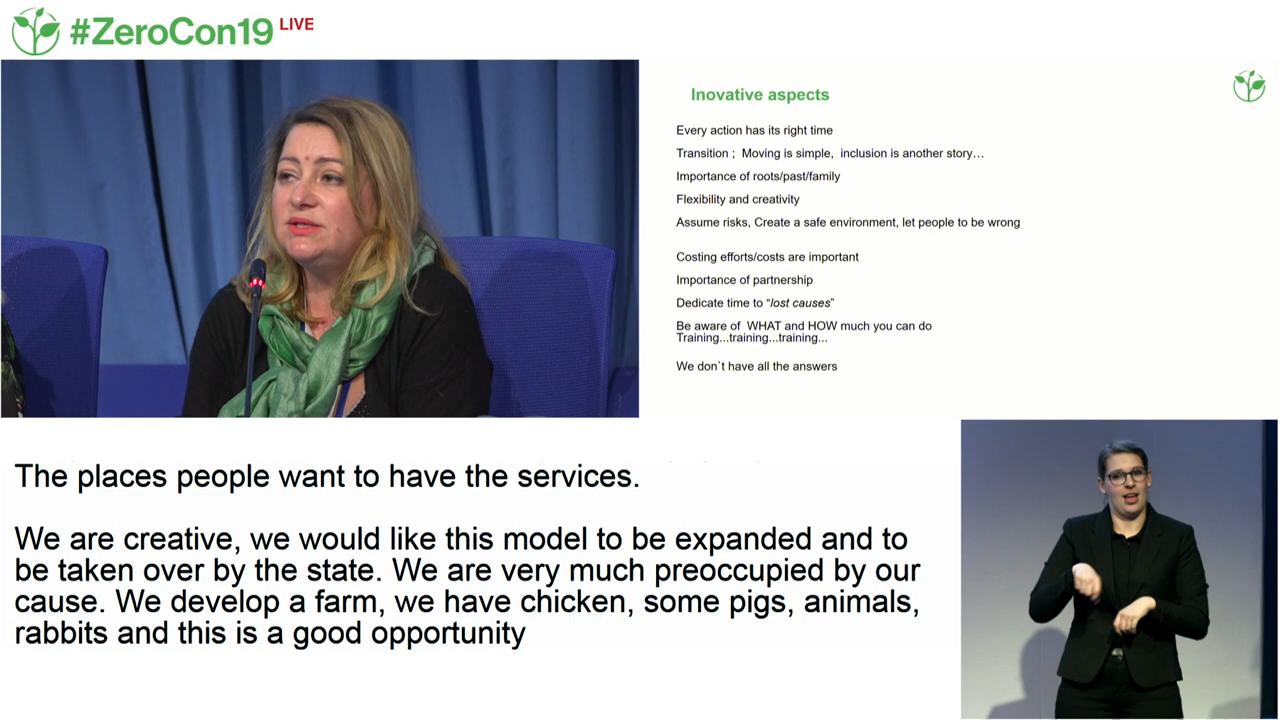 #ZeroCon19 LIVE
Inovative aspects
Every action has its right time
Transition ; Moving is simple, inclusion is another story…
Importance of roots/past/family
Flexibility and creativity
Assume risks, Create a safe environment, let people to be wrong
Costing efforts/costs are important
Importance of partnership
Dedicate time to “lost causes”
Be aware of WHAT and HOW much you can do
Training...training...training...
We don`t have all the answers
The places people want to have the services.
We are creative, we would like this model to be expanded and to
be taken over by the state. We are very much preoccupied by our
cause. We develop a farm, we have chicken, some pigs, animals,
rabbits and this is a good opportunity